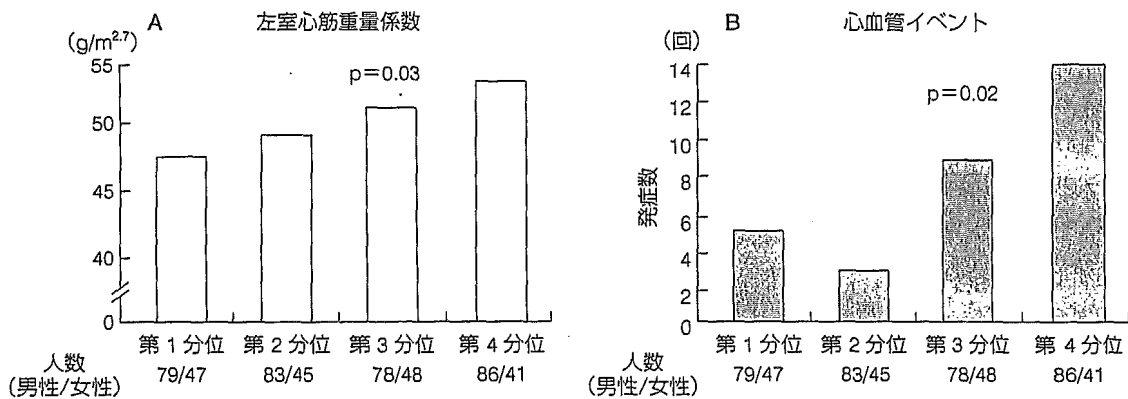 A 左室心筋重量係数
(g/m2.7)
55
50
45
40
0
p=0.03
第1分位 第2分位 第3分位 第4分位
人数
(男性/女性)
79/47 83/45 78/48 86/41
B 心血管イベント
(回)
14
12
10
8
6
4
2
0
発症数
p=0.02
第1分位 第2分位 第3分位 第4分位
人数
(男性/女性)
79/47 83/45 78/48 86/41